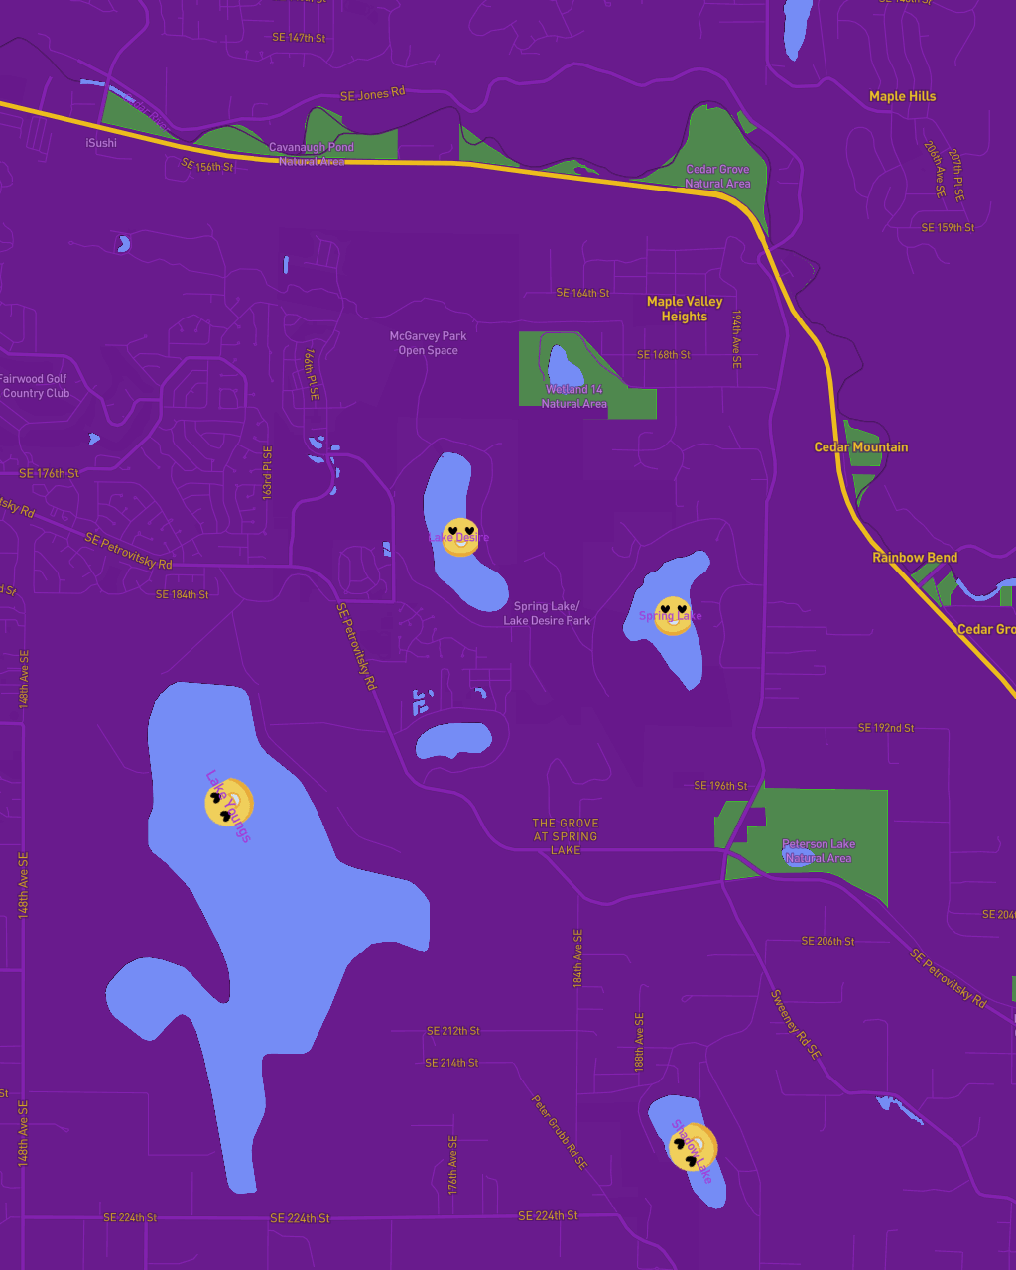 SE 147th St
SE Jones Rd
Maple Hills
iSushi
Cavanaugh Pond
Natural Area
SE 156th St
Cedar Grove
Natural Area
206th Ave SE
207th Pl SE
SE 159th St
SE 164th St
Maple Valley
Heights
194th Ave SE
McGarvey Park
Open Space
SE 168th St
169th Pl SE
Fairwood Golf
Country Club
Wetland 14
Natural Area
Cedar Mountain
SE 176th St
163rd Pl SE
SE Petrovitsky Rd
Lake Desire
Rainbow Bend
SE 184th St
Spring Lake/
Lake Desire Park
Spring Lake
Cedar Gro
SE Petrovitsky Rd
148th Ave SE
SE 192nd St
SE 196th St
Lake Youngs
THE GROVE
AT SPRING
LAKE
Peterson Lake
Natural Area
148th Ave SE
SE 204
SE 206th St
184th Ave SE
SE Petrovitsky Rd
Sweeney Rd SE
SE 212th St
188th Ave SE
SE 214th St
St
148th Ave SE
Peter Grubb Rd SE
Shadow Lake
176th Ave SE
SE 224th St
SE 224th St
SE 224th St